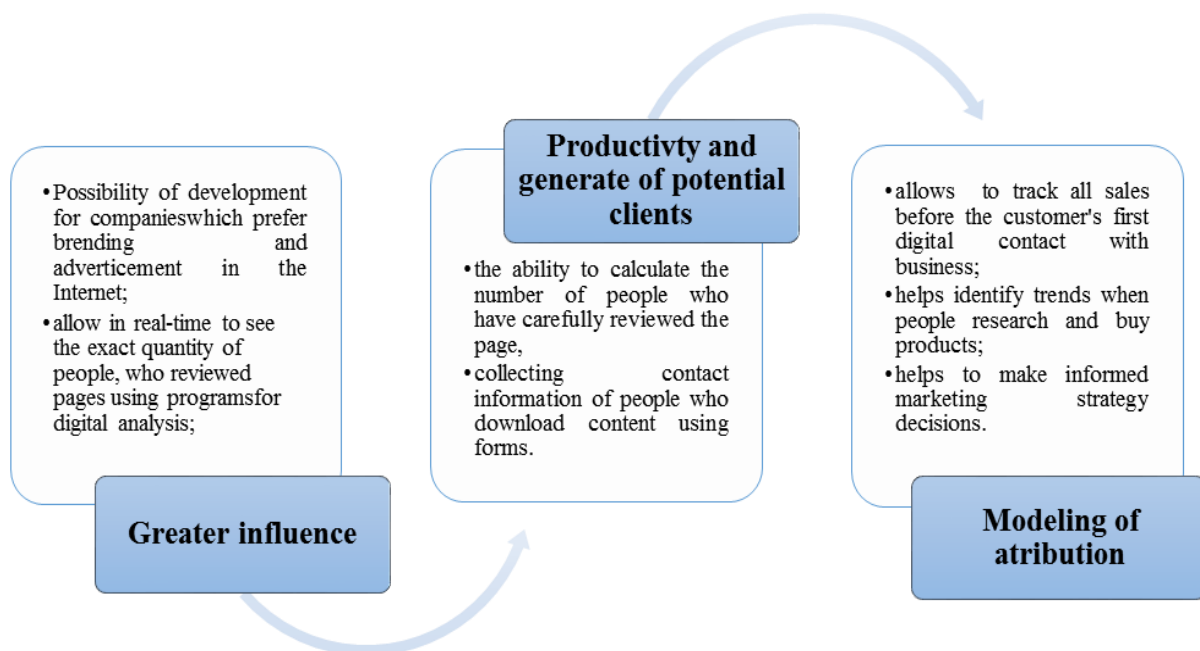 •Possibility of development
for companieswhich prefer
brending and
adverticement in the
Internet;
•allow in real-time to see
the exact quantity of
people, who reviewed
pages using programsfor
digital analysis;
Greater influence
Productivty and
generate of potential
clients
•the ability to calculate the
number of people who
have carefully reviewed the
page,
•collecting contact
information of people who
download content using
forms.
•allows to track all sales
before the customer's first
digital contact with
business;
•helps identify trends when
people research and buy
products;
•helps to make informed
marketing strategy
decisions.
Modeling of
atribution